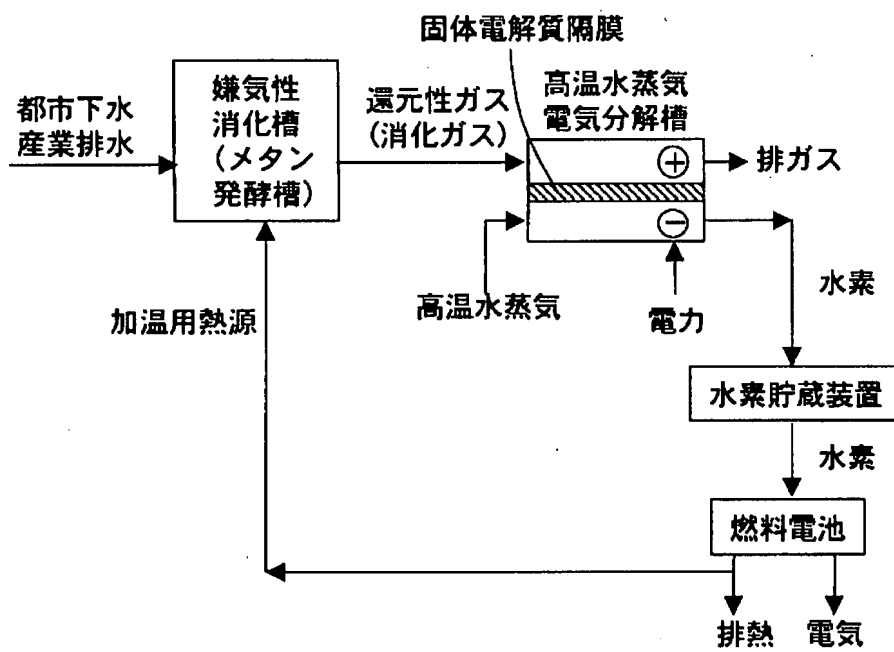 固体電解質隔膜
都市下水
産業排水
嫌気性
消化槽
(メタン
発酵槽)
還元性ガス
(消化ガス)
高温水蒸気
電気分解槽
+
排ガス
−
高温水蒸気
電力
水素
加温用熱源
水素貯蔵装置
水素
燃料電池
排熱
電気